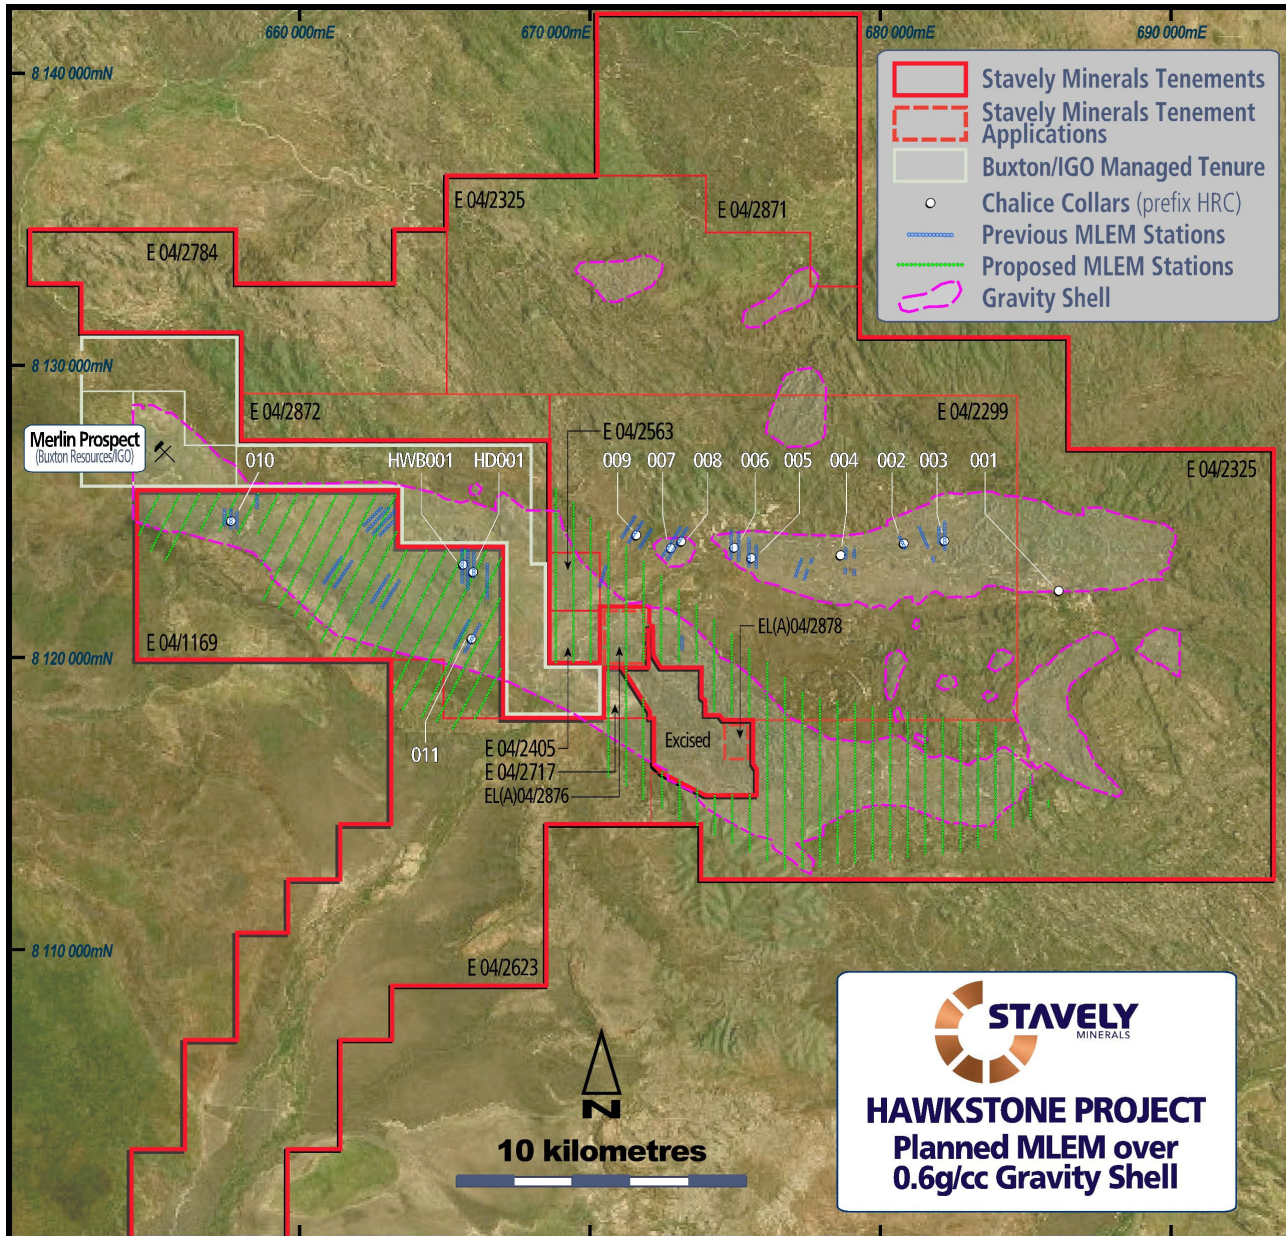 660 000mE
670 000mE
680 000mE
690 000mE
8 140 000mN
Stavely Minerals Tenements
Stavely Minerals Tenement
Applications
Buxton/IGO Managed Tenure
Chalice Collars (prefix HRC)
Previous MLEM Stations
Proposed MLEM Stations
Gravity Shell
E 04/2325
E 04/2871
E 04/2784
8 130 000mN
E 04/2872
E 04/2299
E 04/2563
Merlin Prospect
(Buxton Resources/IGO)
010
HWB001
HD001
009
007
008
006
005
004
002
003
001
E 04/2325
E 04/1169
8 120 000mN
EL(A)04/2878
011
E 04/2405
E 04/2717
EL(A)04/2876
Excised
8 110 000mN
E 04/2623
N
10 kilometres
STAVELY
MINERALS
HAWKSTONE PROJECT
Planned MLEM over
0.6g/cc Gravity Shell